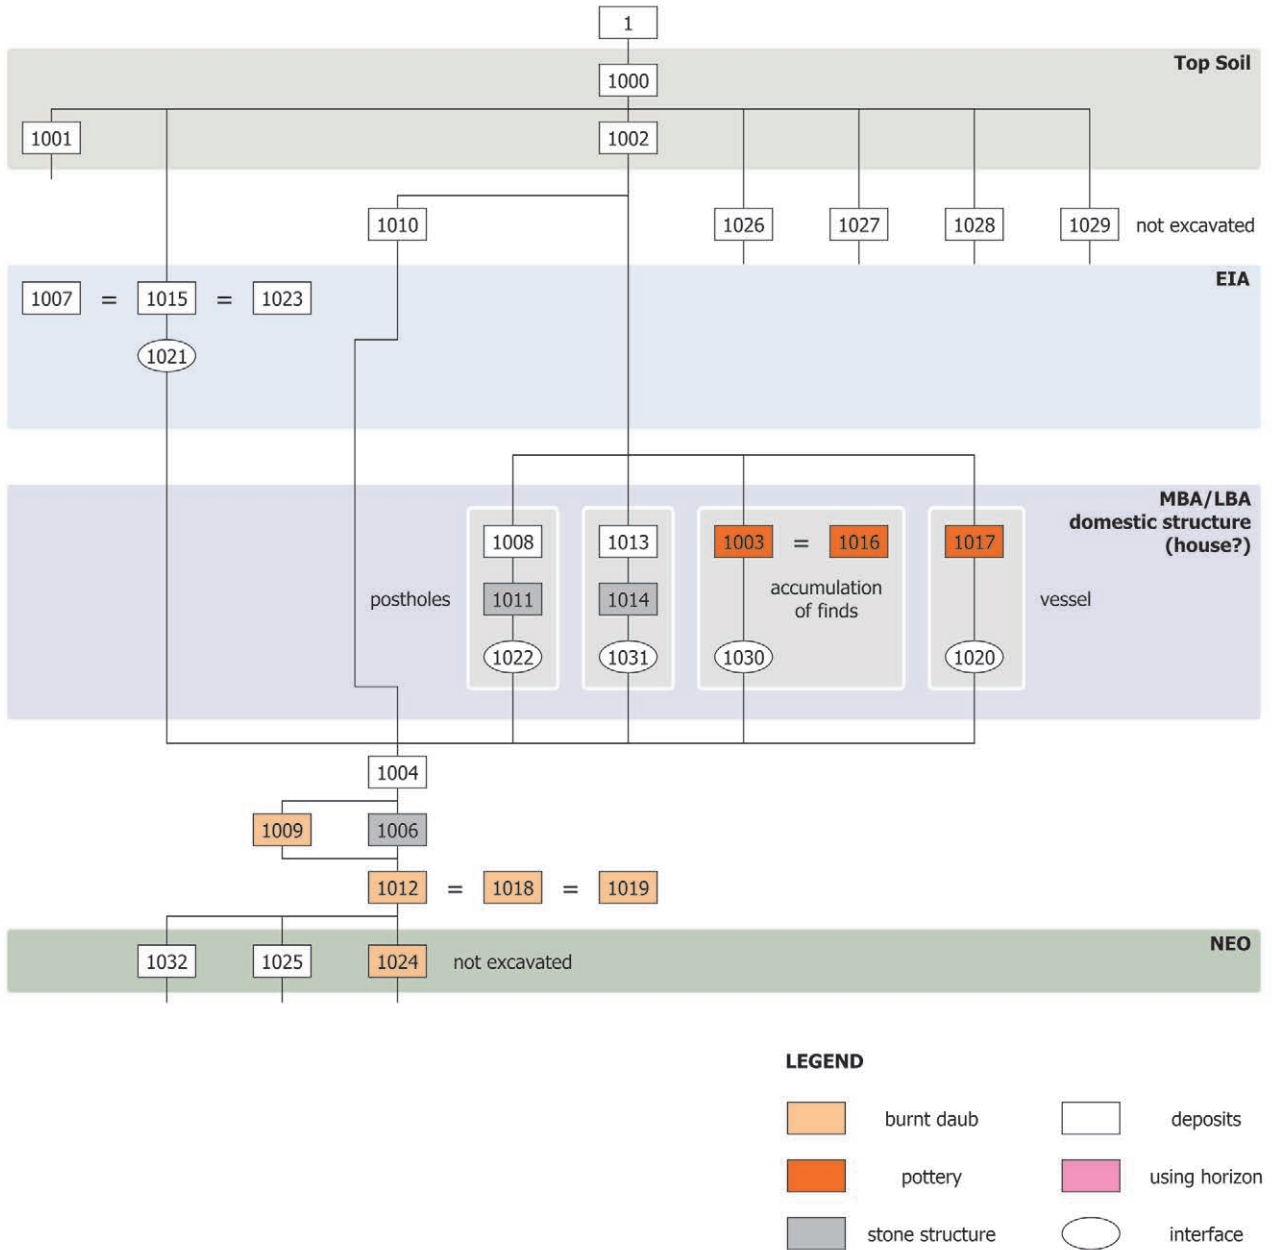 1
Top Soil
1000
1001
1002
1010
1026
1027
1028
1029
not excavated
EIA
1007 = 1015 = 1023
1021
MBA/LBA
domestic structure
(house?)
1008
1013
1003 = 1016
1017
postholes
1011
1014
accumulation
of finds
vessel
1022
1031
1030
1020
1004
1009
1006
1012 = 1018 = 1019
NEO
1032
1025
1024
not excavated
LEGEND
burnt daub
deposits
pottery
using horizon
stone structure
interface